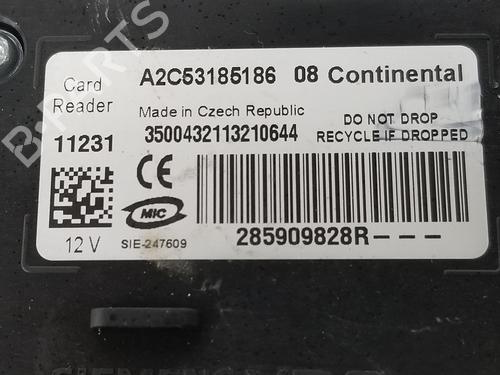 Card Reader
A2C53185186 08 Continental
Made in Czech Republic
DO NOT DROP
11231
3500432113210644
RECYCLE IF DROPPED
CE
MIC
12 V
SIE-247609
285909828R---